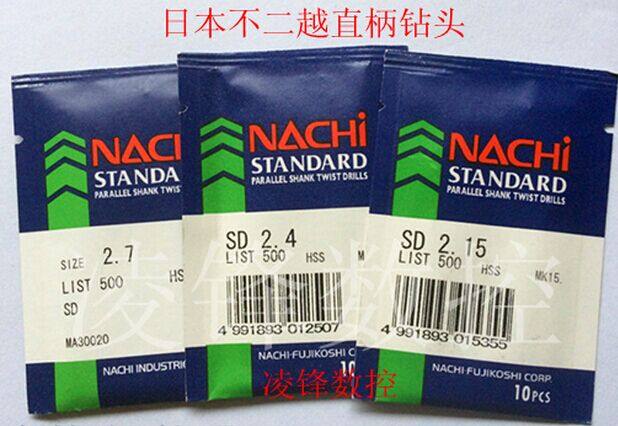 日本不二越直柄钻头
NACHI
STANDARD
PARALLEL SHANK TWIST DRILLS
SIZE 2.7
LIST 500 HSS
SD
MA30020
NACHI INDUSTRI
NACHI
STANDARD
PARALLEL SHANK TWIST DRILLS
SD 2.4
LIST 500 HSS M
4 991893 012507
NACHI-FUJIKOSHI C
10
NACHI
STANDARD
PARALLEL SHANK TWIST DRILLS
SD 2.15
LIST 500 HSS MK15.
4 991893 015355
NACHI-FUJIKOSHI CORP.
10PCS
凌锋数控
凌锋数控